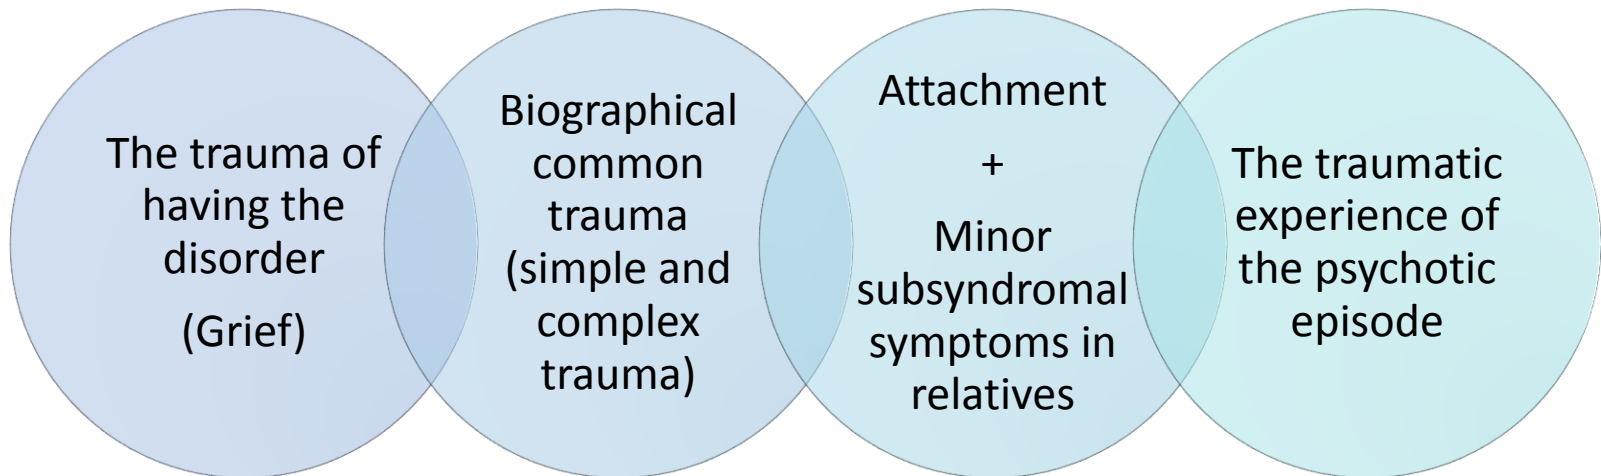 The trauma of
having the
disorder
(Grief)
Biographical
common
trauma
(simple and
complex
trauma)
Attachment
+
Minor
subsyndromal
symptoms in
relatives
The traumatic
experience of
the psychotic
episode